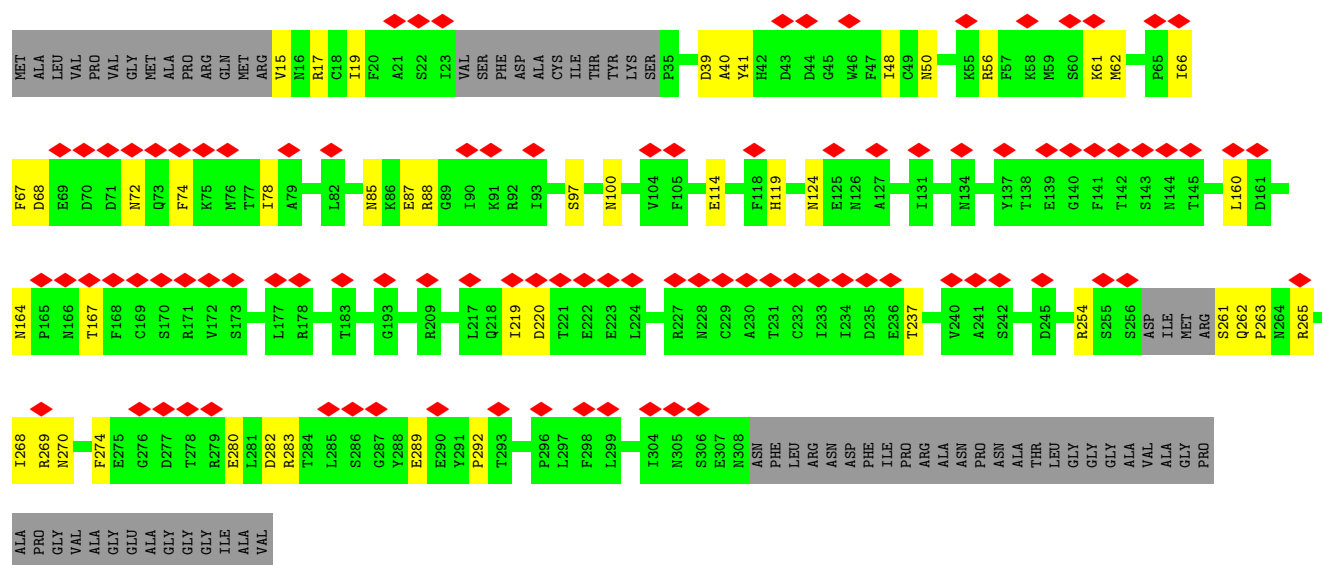 MET ALA LEU VAL PRO VAL GLY MET ALA PRO ARG GLN MET ARG V15 N16 R17 C18 I19 F20 A21 S22 I23 VAL SER PHE ASP ALA CYS ILE THR TYR LYS SER P35 D39 A40 Y41 H42 D43 D44 G45 W46 F47 I48 C49 N50 K55 R56 F57 K58 M59 S60 K61 M62 P65 I66
F67 D68 E69 D70 D71 N72 Q73 F74 K75 M76 T77 I78 A79 L82 N85 K86 E87 R88 G89 I90 K91 R92 I93 S97 N100 V104 F105 E114 F118 H119 N124 E125 N126 A127 I131 N134 Y137 T138 E139 G140 F141 T142 S143 N144 T145 L160 D161
N164 P165 N166 T167 F168 C169 S170 R171 V172 S173 L177 R178 T183 G193 R209 L217 Q218 I219 D220 T221 E222 E223 L224 R227 N228 C229 A230 T231 C232 I233 I234 D235 E236 T237 V240 A241 S242 D245 R254 S255 S256 ASP ILE MET ARG S261 Q262 P263 N264 R265
I268 R269 N270 F274 E275 G276 D277 T278 R279 E280 L281 D282 R283 T284 L285 S286 G287 Y288 E289 E290 Y291 P292 T293 P296 L297 F298 L299 I304 N305 S306 E307 N308 ASN PHE LEU ARG ASN ASP PHE ILE PRO ARG ALA ASN PRO ASN ALA THR LEU GLY GLY GLY ALA VAL ALA GLY PRO
ALA PRO GLY VAL ALA GLY GLU ALA GLY GLY GLY ILE ALA VAL